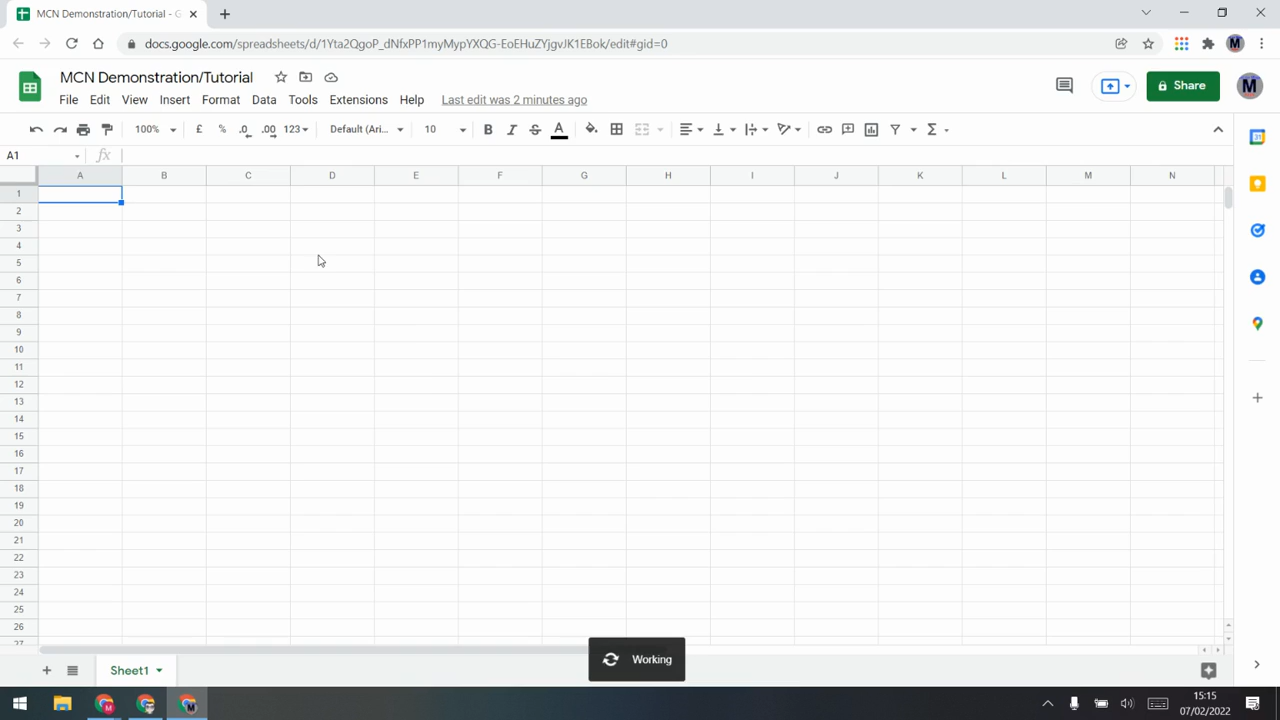 MCN Demonstration/Tutorial - G
docs.google.com/spreadsheets/d/1Yta2QgoP_dNfxPP1myMypYXOG-EoEHuZYjgvJK1EBok/edit#gid=0
MCN Demonstration/Tutorial
File Edit View Insert Format Data Tools Extensions Help Last edit was 2 minutes ago
Share
100% £ % .0 .00 123 Default (Ari... 10 B I S A Σ
A1 fx
A B C D E F G H I J K L M N
1
2
3
4
5
6
7
8
9
10
11
12
13
14
15
16
17
18
19
20
21
22
23
24
25
26
27
Working
Sheet1
15:15
07/02/2022